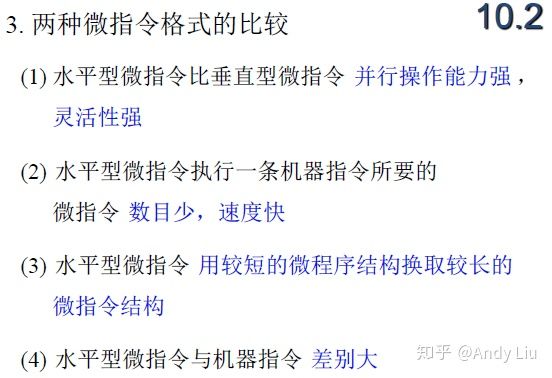 3. 两种微指令格式的比较
10.2
(1) 水平型微指令比垂直型微指令 并行操作能力强，
灵活性强
(2) 水平型微指令执行一条机器指令所要的
微指令 数目少，速度快
(3) 水平型微指令 用较短的微程序结构换取较长的
微指令结构
(4) 水平型微指令与机器指令 差别大
知乎 @Andy Liu